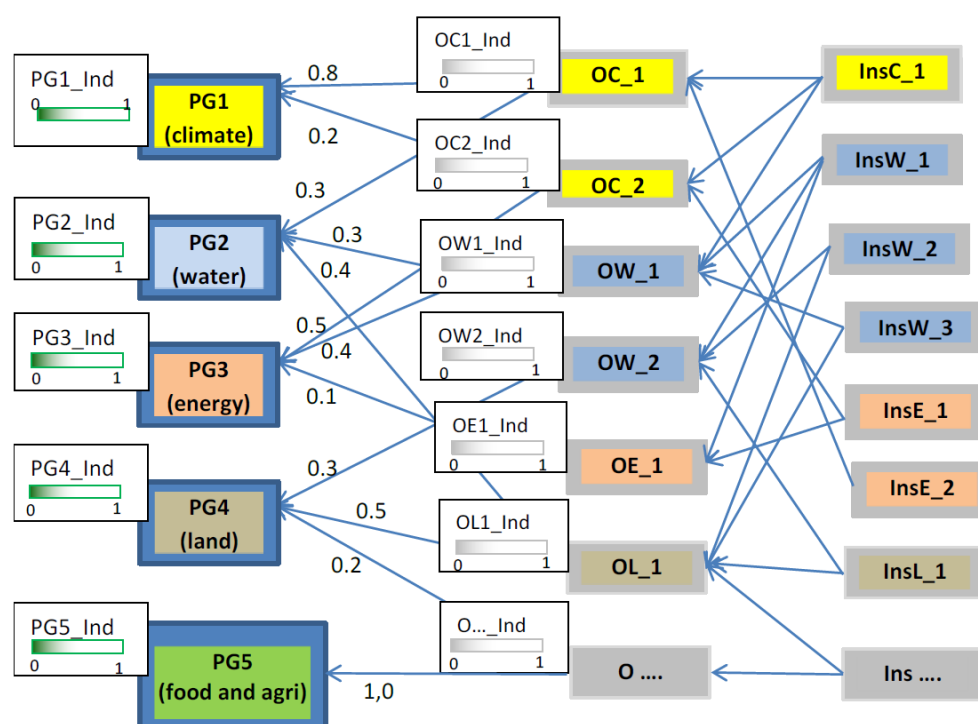 OC1_Ind
0 1
PG1_Ind
0 1
PG1
(climate)
0.8
0.2
OC_1
InsC_1
OC2_Ind
0 1
OC_2
InsW_1
0.3
PG2_Ind
0 1
PG2
(water)
0.3
0.4
OW1_Ind
0 1
OW_1
InsW_2
PG3_Ind
0 1
PG3
(energy)
0.5
0.4
0.1
OW2_Ind
0 1
OW_2
InsW_3
InsE_1
OE1_Ind
0 1
OE_1
InsE_2
PG4_Ind
0 1
PG4
(land)
0.3
0.5
0.2
OL1_Ind
0 1
OL_1
InsL_1
PG5_Ind
0 1
PG5
(food and agri)
1,0
O..._Ind
0 1
O ....
Ins ....